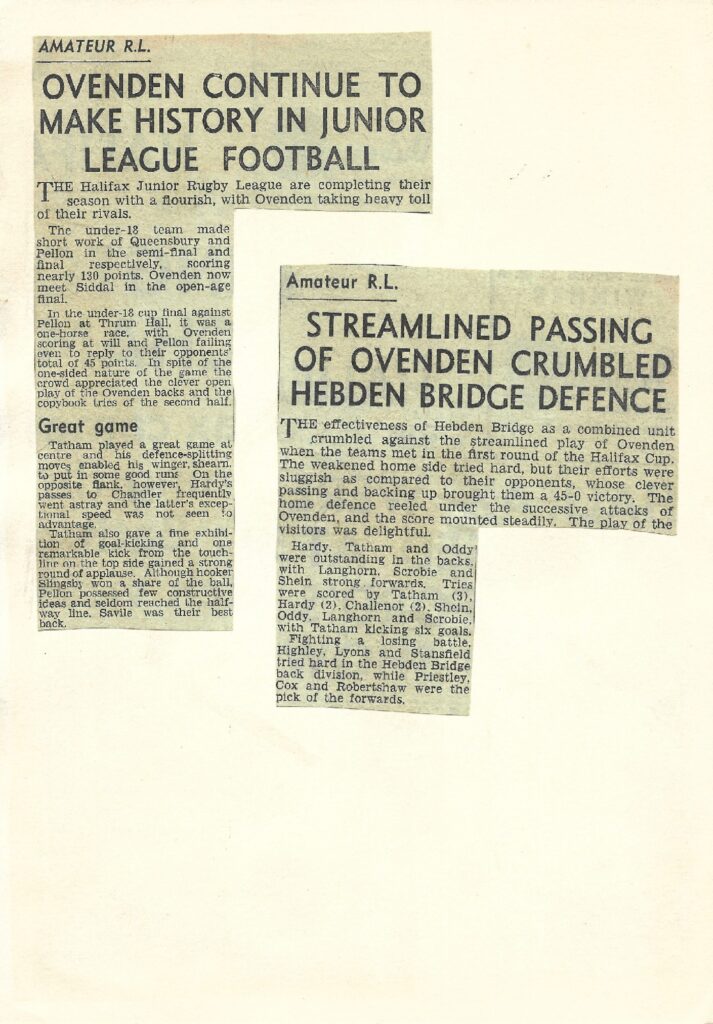 AMATEUR R.L.
OVENDEN CONTINUE TO
MAKE HISTORY IN JUNIOR
LEAGUE FOOTBALL
THE Halifax Junior Rugby League are completing their
season with a flourish, with Ovenden taking heavy toll
of their rivals.
The under-18 team made
short work of Queensbury and
Pellon in the semi-final and
final respectively, scoring
nearly 130 points. Ovenden now
meet Siddal in the open-age
final.
In the under-18 cup final against
Pellon at Thrum Hall, it was a
one-horse race, with Ovenden
scoring at will and Pellon failing
even to reply to their opponents'
total of 45 points. In spite of the
one-sided nature of the game the
crowd appreciated the clever open
play of the Ovenden backs and the
copybook tries of the second half.
Great game
Tatham played a great game at
centre and his defence-splitting
moves enabled his winger, shearn,
to put in some good runs On the
opposite flank, however, Hardy's
passes to Chandler frequently
went astray and the latter's excep-
tional speed was not seen to
advantage.
Tatham also gave a fine exhibi-
tion of goal-kicking and one
remarkable kick from the touch-
line on the top side gained a strong
round of applause. Although hooker
Slingsby won a share of the ball,
Pellon possessed few constructive
ideas and seldom reached the half-
way line. Savile was their best
back.
Amateur R.L.
STREAMLINED PASSING
OF OVENDEN CRUMBLED
HEBDEN BRIDGE DEFENCE
THE effectiveness of Hebden Bridge as a combined unit
crumbled against the streamlined play of Ovenden
when the teams met in the first round of the Halifax Cup.
The weakened home side tried hard, but their efforts were
sluggish as compared to their opponents, whose clever
passing and backing up brought them a 45-0 victory. The
home defence reeled under the successive attacks of
Ovenden, and the score mounted steadily. The play of the
visitors was delightful.
Hardy, Tatham and Oddy
were outstanding in the backs,
with Langhorn, Scrobie and
Shein strong forwards. Tries
were scored by Tatham (3),
Hardy (2), Challenor (2), Shein,
Oddy, Langhorn and Scrobie,
with Tatham kicking six goals.
Fighting a losing battle,
Highley, Lyons and Stansfield
tried hard in the Hebden Bridge
back division, while Priestley,
Cox and Robertshaw were the
pick of the forwards.